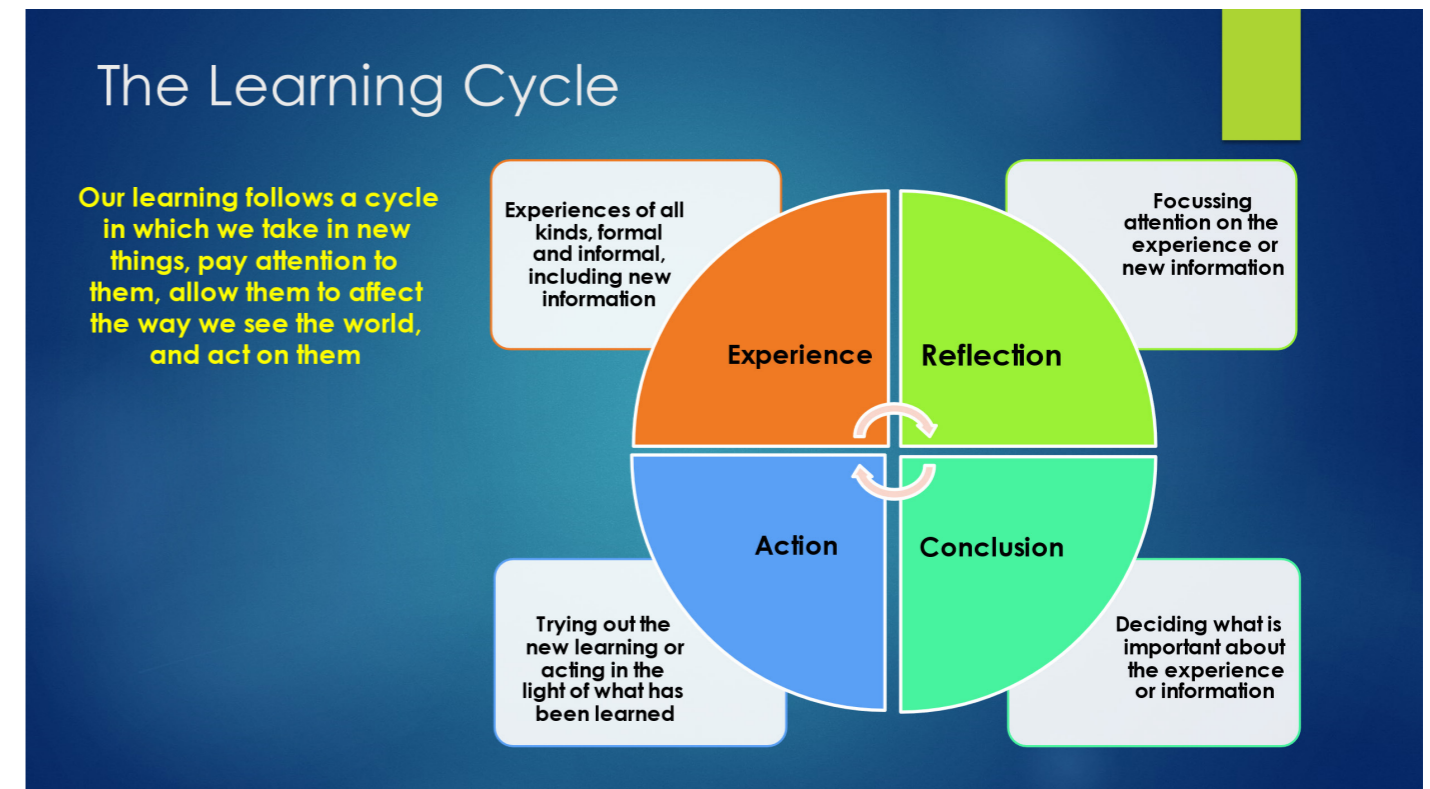 The Learning Cycle
Our learning follows a cycle
in which we take in new
things, pay attention to
them, allow them to affect
the way we see the world,
and act on them
Experiences of all
kinds, formal
and informal,
including new
information
Focussing
attention on the
experience or
new information
Experience
Reflection
Action
Conclusion
Trying out the
new learning or
acting in the
light of what has
been learned
Deciding what is
important about
the experience
or information